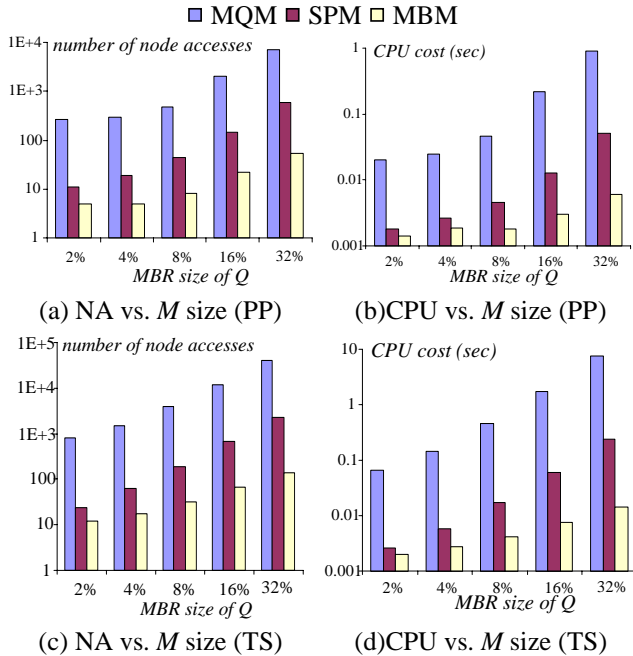 MQM SPM MBM
number of node accesses
1E+4
1E+3
100
10
1
2% 4% 8% 16% 32%
MBR size of Q
(a) NA vs. M size (PP)
CPU cost (sec)
1
0.1
0.01
0.001
2% 4% 8% 16% 32%
MBR size of Q
(b)CPU vs. M size (PP)
number of node accesses
1E+5
1E+4
1E+3
100
10
1
2% 4% 8% 16% 32%
MBR size of Q
(c) NA vs. M size (TS)
CPU cost (sec)
10
1
0.1
0.001
0.001
2% 4% 8% 16% 32%
MBR size of Q
(d)CPU vs. M size (TS)